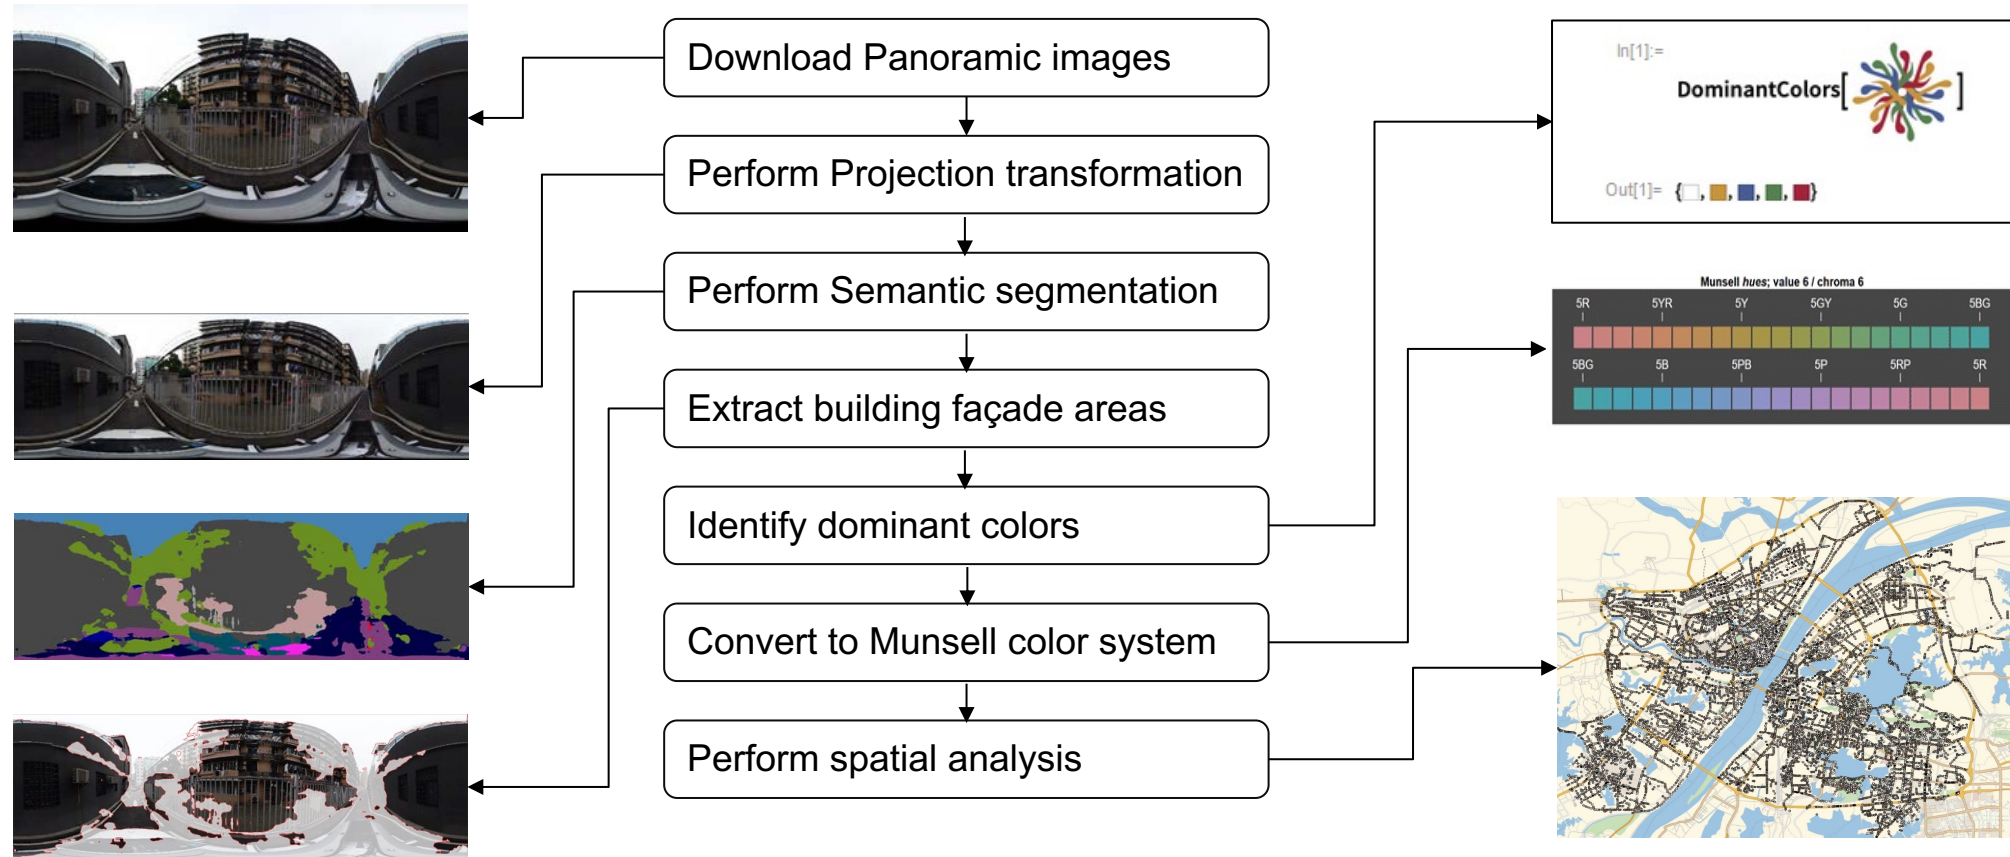 Download Panoramic images
Perform Projection transformation
Perform Semantic segmentation
Extract building façade areas
Identify dominant colors
Convert to Munsell color system
Perform spatial analysis
In[1]:=
DominantColors[ ]
Out[1]= { , , , , }
Munsell hues; value 6 / chroma 6
5R 5YR 5Y 5GY 5G 5BG
5BG 5B 5PB 5P 5RP 5R